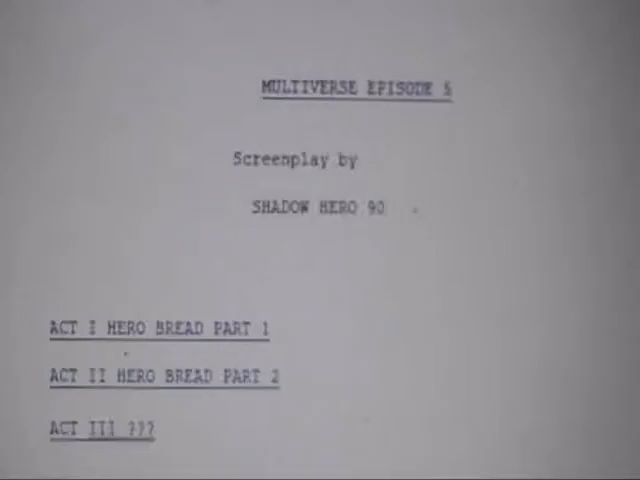 MULTIVERSE EPISODE 5
Screenplay by
SHADOW HERO 90
ACT I HERO BREAD PART 1
ACT II HERO BREAD PART 2
ACT III ???